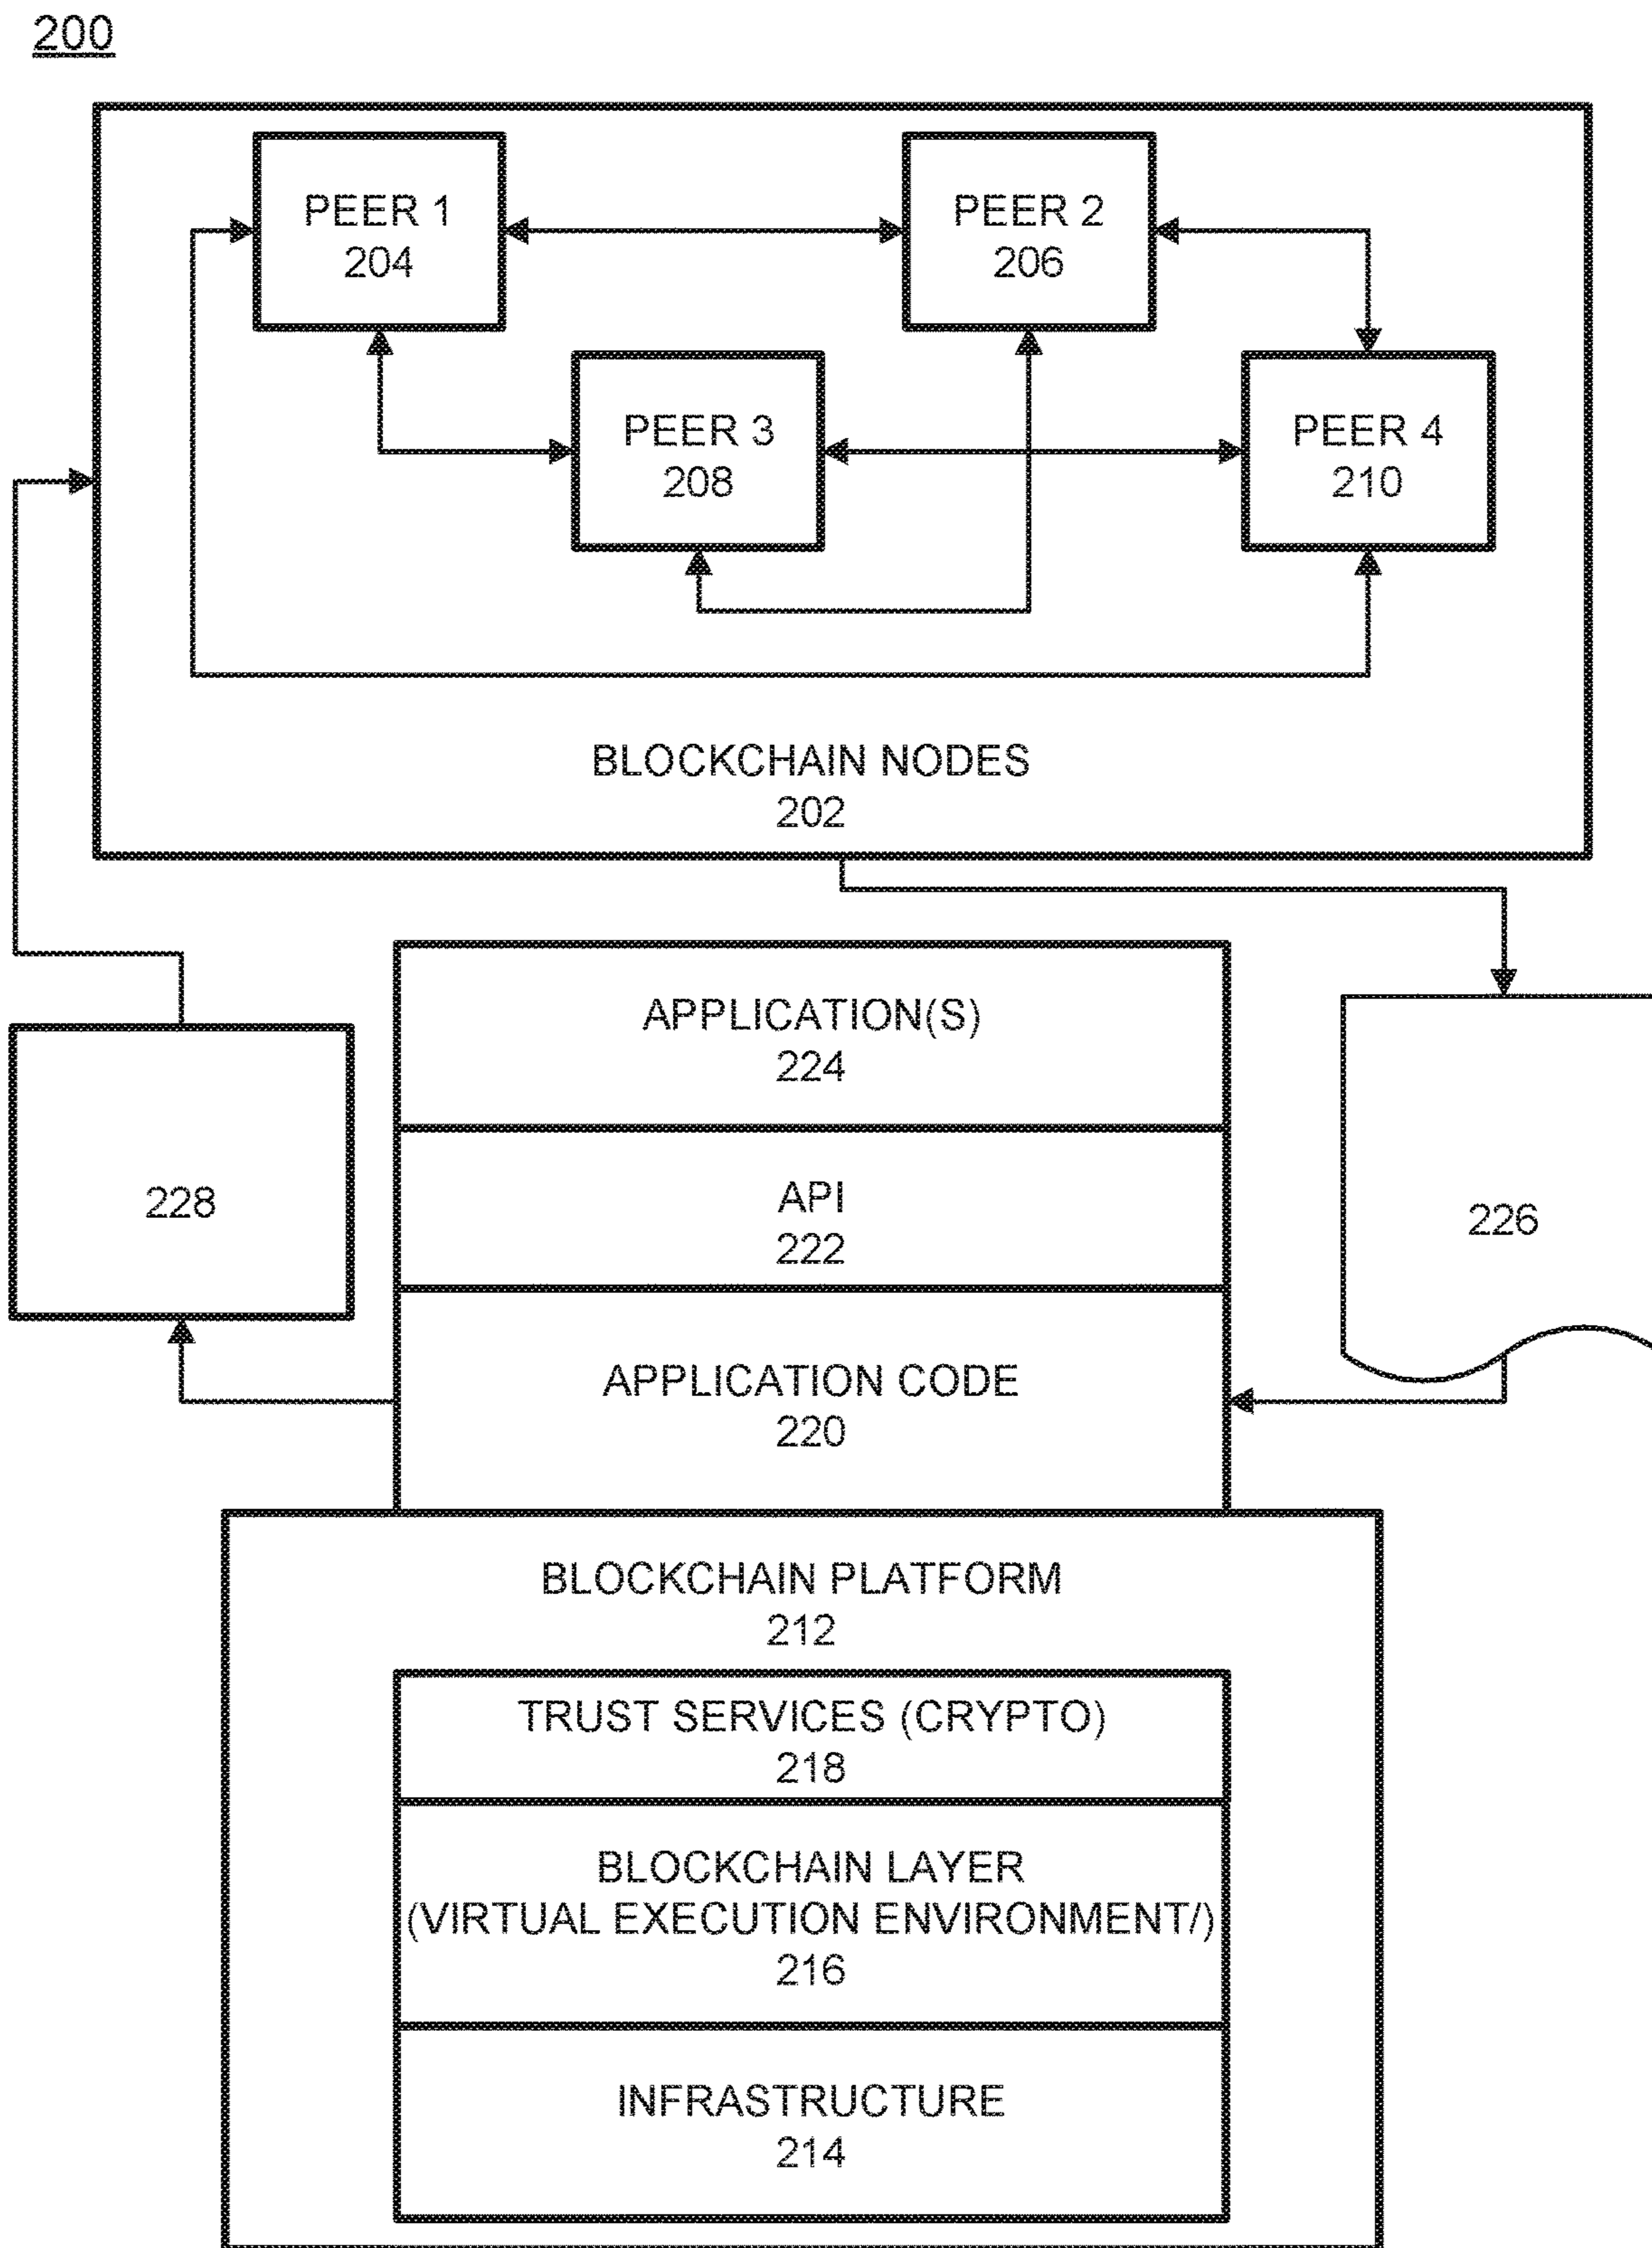 200
PEER 1
204
PEER 2
206
PEER 3
208
PEER 4
210
BLOCKCHAIN NODES
202
APPLICATION(S)
224
API
222
228
226
APPLICATION CODE
220
BLOCKCHAIN PLATFORM
212
TRUST SERVICES (CRYPTO)
218
BLOCKCHAIN LAYER
(VIRTUAL EXECUTION ENVIRONMENT/)
216
INFRASTRUCTURE
214